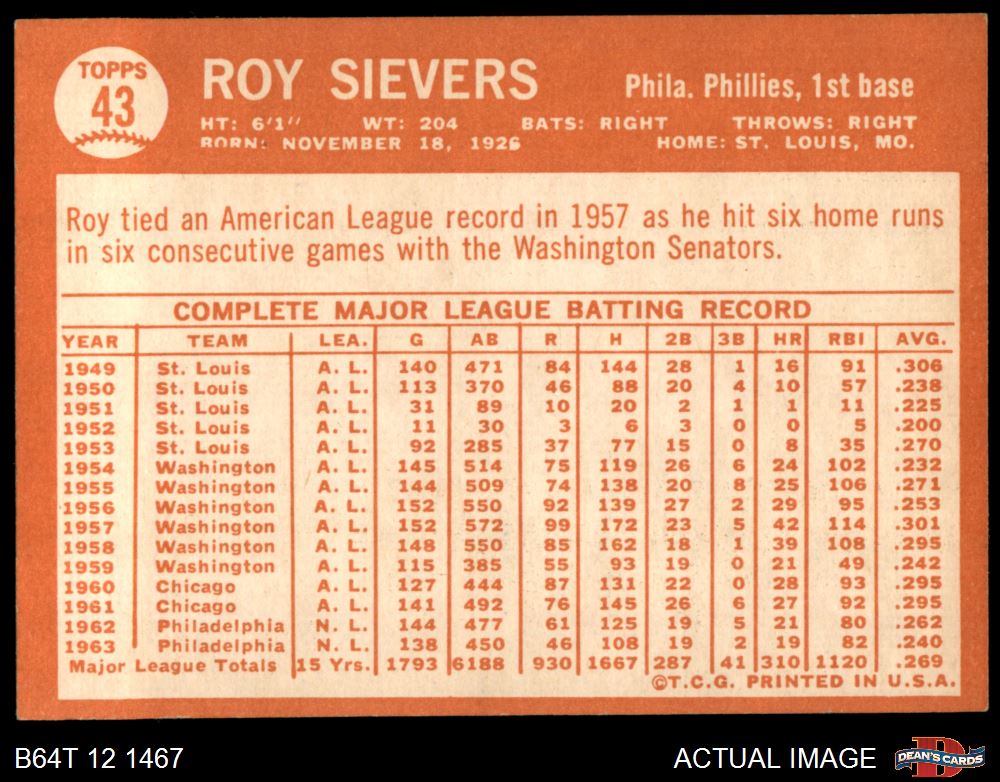 TOPPS
43
ROY SIEVERS
Phila. Phillies, 1st base
HT: 6'1" WT: 204 BATS: RIGHT THROWS: RIGHT
BORN: NOVEMBER 18, 1926 HOME: ST. LOUIS, MO.
Roy tied an American League record in 1957 as he hit six home runs
in six consecutive games with the Washington Senators.
COMPLETE MAJOR LEAGUE BATTING RECORD
YEAR TEAM LEA. G AB R H 2B 3B HR RBI AVG.
1949 St. Louis A. L. 140 471 84 144 28 1 16 91 .306
1950 St. Louis A. L. 113 370 46 88 20 4 10 57 .238
1951 St. Louis A. L. 31 89 10 20 2 1 1 11 .225
1952 St. Louis A. L. 11 30 3 6 3 0 0 5 .200
1953 St. Louis A. L. 92 285 37 77 15 0 8 35 .270
1954 Washington A. L. 145 514 75 119 26 6 24 102 .232
1955 Washington A. L. 144 509 74 138 20 8 25 106 .271
1956 Washington A. L. 152 550 92 139 27 2 29 95 .253
1957 Washington A. L. 152 572 99 172 23 5 42 114 .301
1958 Washington A. L. 148 550 85 162 18 1 39 108 .295
1959 Washington A. L. 115 385 55 93 19 0 21 49 .242
1960 Chicago A. L. 127 444 87 131 22 0 28 93 .295
1961 Chicago A. L. 141 492 76 145 26 6 27 92 .295
1962 Philadelphia N. L. 144 477 61 125 19 5 21 80 .262
1963 Philadelphia N. L. 138 450 46 108 19 2 19 82 .240
Major League Totals 15 Yrs. 1793 6188 930 1667 287 41 310 1120 .269
©T.C.G. PRINTED IN U.S.A.
B64T 12 1467 ACTUAL IMAGE DEAN'S CARDS